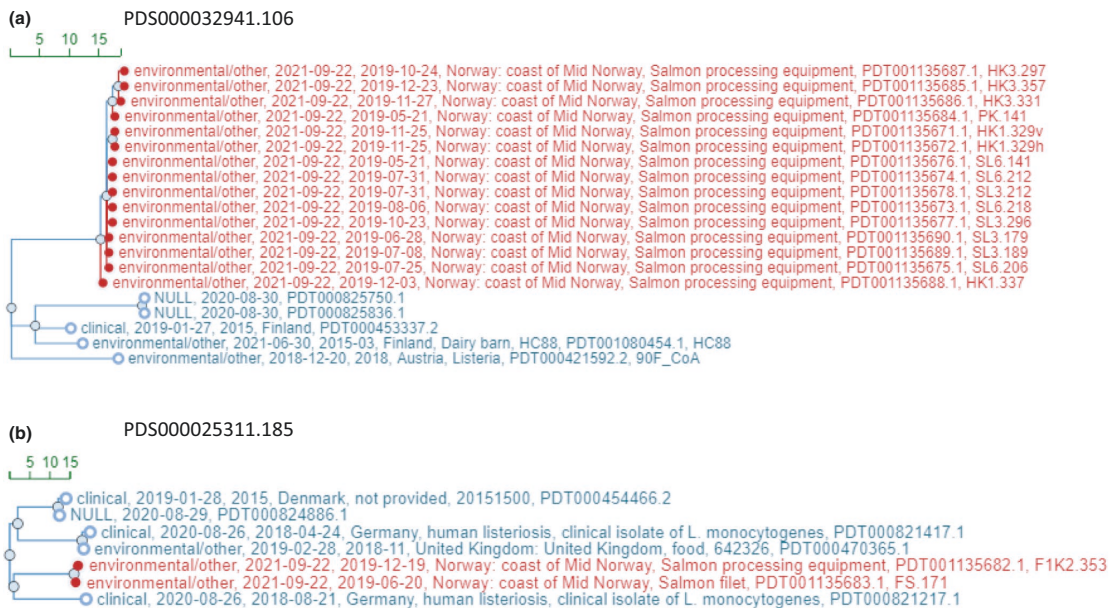 (a) PDS000032941.106
5 10 15
environmental/other, 2021-09-22, 2019-10-24, Norway: coast of Mid Norway, Salmon processing equipment, PDT001135687.1, HK3.297
environmental/other, 2021-09-22, 2019-12-23, Norway: coast of Mid Norway, Salmon processing equipment, PDT001135685.1, HK3.357
environmental/other, 2021-09-22, 2019-11-27, Norway: coast of Mid Norway, Salmon processing equipment, PDT001135686.1, HK3.331
environmental/other, 2021-09-22, 2019-05-21, Norway: coast of Mid Norway, Salmon processing equipment, PDT001135684.1, PK.141
environmental/other, 2021-09-22, 2019-11-25, Norway: coast of Mid Norway, Salmon processing equipment, PDT001135671.1, HK1.329v
environmental/other, 2021-09-22, 2019-11-25, Norway: coast of Mid Norway, Salmon processing equipment, PDT001135672.1, HK1.329h
environmental/other, 2021-09-22, 2019-05-21, Norway: coast of Mid Norway, Salmon processing equipment, PDT001135676.1, SL6.141
environmental/other, 2021-09-22, 2019-07-31, Norway: coast of Mid Norway, Salmon processing equipment, PDT001135674.1, SL6.212
environmental/other, 2021-09-22, 2019-07-31, Norway: coast of Mid Norway, Salmon processing equipment, PDT001135678.1, SL3.212
environmental/other, 2021-09-22, 2019-08-06, Norway: coast of Mid Norway, Salmon processing equipment, PDT001135673.1, SL6.218
environmental/other, 2021-09-22, 2019-10-23, Norway: coast of Mid Norway, Salmon processing equipment, PDT001135677.1, SL3.296
environmental/other, 2021-09-22, 2019-06-28, Norway: coast of Mid Norway, Salmon processing equipment, PDT001135690.1, SL3.179
environmental/other, 2021-09-22, 2019-07-08, Norway: coast of Mid Norway, Salmon processing equipment, PDT001135689.1, SL3.189
environmental/other, 2021-09-22, 2019-07-25, Norway: coast of Mid Norway, Salmon processing equipment, PDT001135675.1, SL6.206
environmental/other, 2021-09-22, 2019-12-03, Norway: coast of Mid Norway, Salmon processing equipment, PDT001135688.1, HK1.337
NULL, 2020-08-30, PDT000825750.1
NULL, 2020-08-30, PDT000825836.1
clinical, 2019-01-27, 2015, Finland, PDT000453337.2
environmental/other, 2021-06-30, 2015-03, Finland, Dairy barn, HC88, PDT001080454.1, HC88
environmental/other, 2018-12-20, 2018, Austria, Listeria, PDT000421592.2, 90F_CoA
(b) PDS000025311.185
5 10 15
clinical, 2019-01-28, 2015, Denmark, not provided, 20151500, PDT000454466.2
NULL, 2020-08-29, PDT000824886.1
clinical, 2020-08-26, 2018-04-24, Germany, human listeriosis, clinical isolate of L. monocytogenes, PDT000821417.1
environmental/other, 2019-02-28, 2018-11, United Kingdom: United Kingdom, food, 642326, PDT000470365.1
environmental/other, 2021-09-22, 2019-12-19, Norway: coast of Mid Norway, Salmon processing equipment, PDT001135682.1, F1K2.353
environmental/other, 2021-09-22, 2019-06-20, Norway: coast of Mid Norway, Salmon filet, PDT001135683.1, FS.171
clinical, 2020-08-26, 2018-08-21, Germany, human listeriosis, clinical isolate of L. monocytogenes, PDT000821217.1